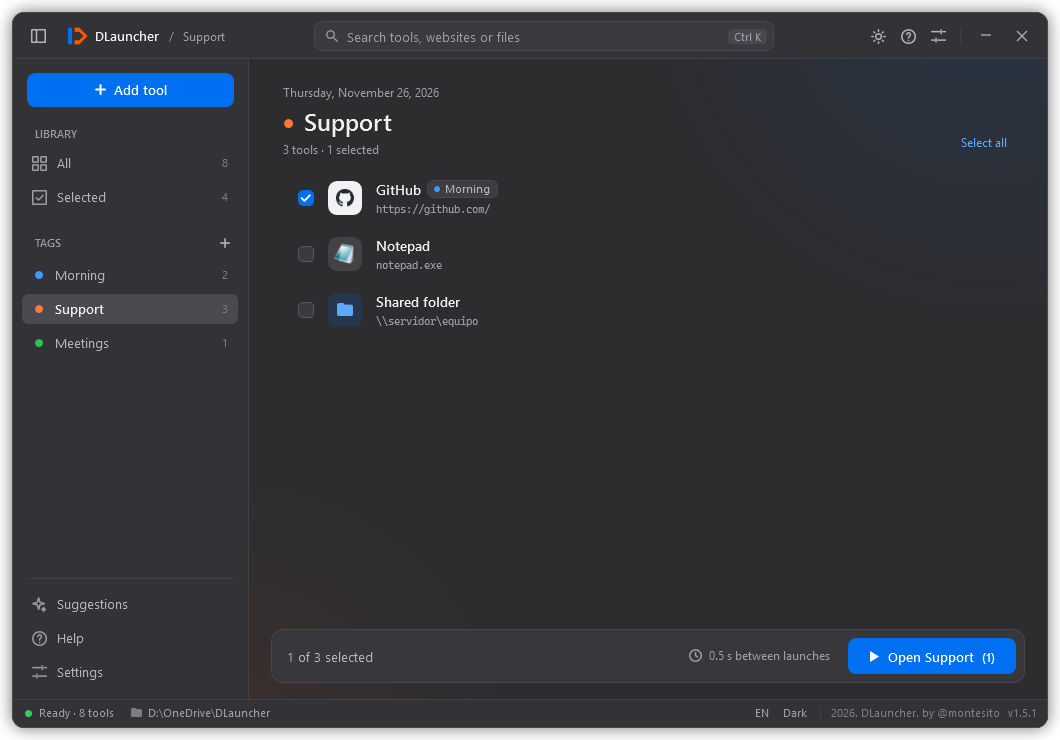 DLauncher / Support
Search tools, websites or files
Ctrl K
Add tool
LIBRARY
All 8
Selected 4
TAGS
Morning 2
Support 3
Meetings 1
Suggestions
Help
Settings
Thursday, November 26, 2026
Support
3 tools · 1 selected
Select all
GitHub Morning
https://github.com/
Notepad
notepad.exe
Shared folder
\\servidor\equipo
1 of 3 selected
0.5 s between launches
Open Support (1)
Ready · 8 tools
D:\OneDrive\DLauncher
EN
Dark
2026. DLauncher. by @montesito v1.5.1